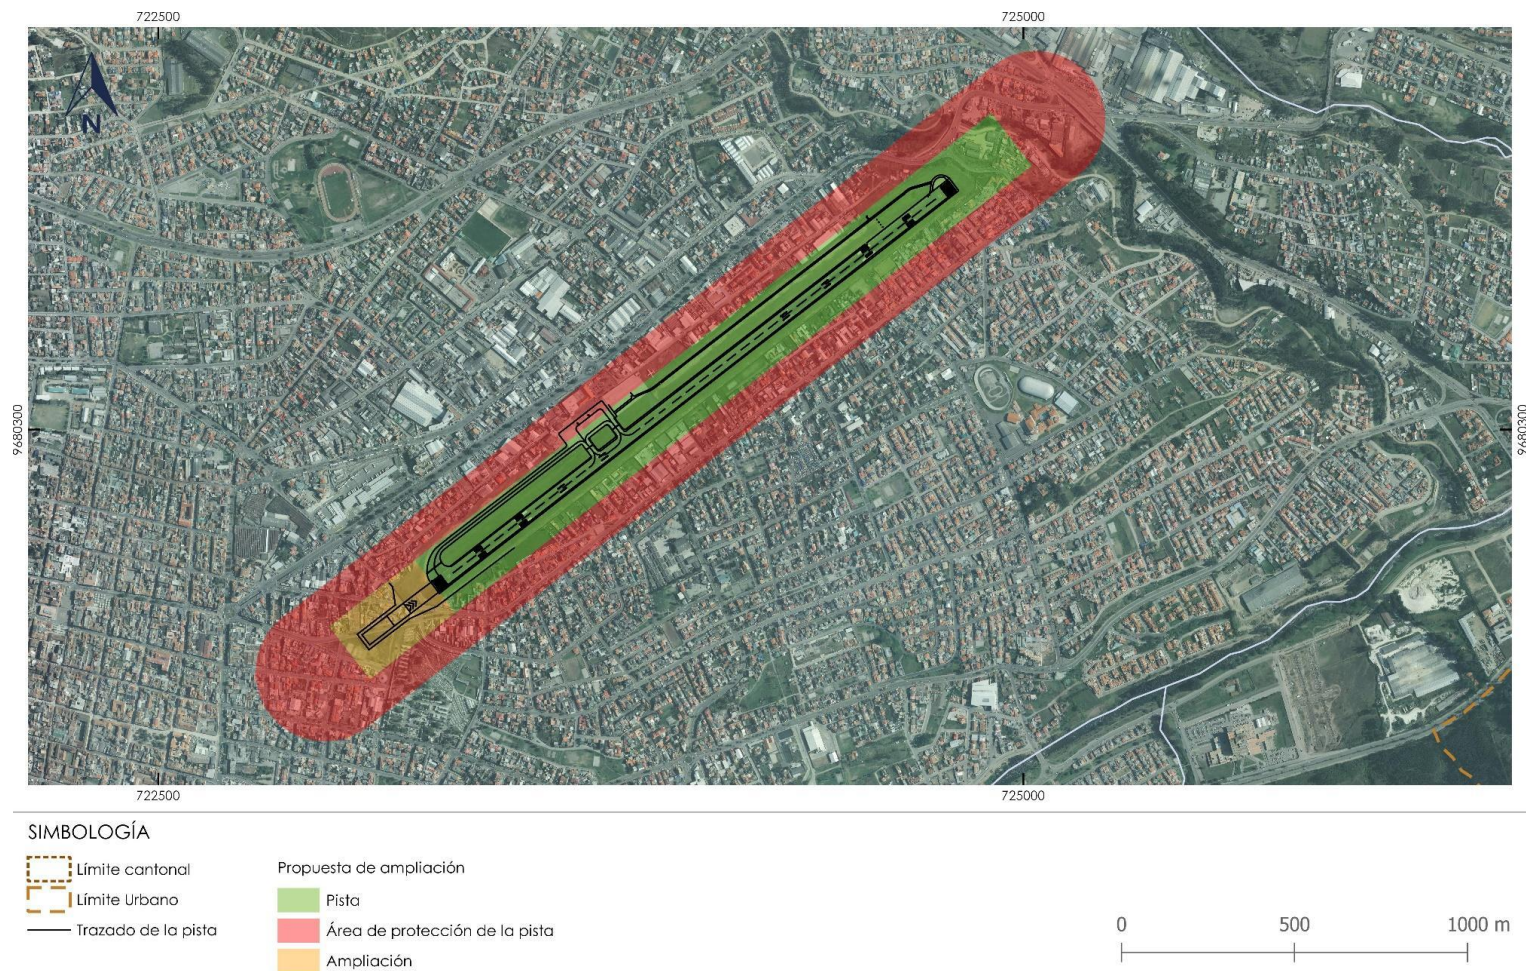 722500 725000
N
9680300 9680300
722500 725000
SIMBOLOGÍA
Límite cantonal
Límite Urbano
Trazado de la pista
Propuesta de ampliación
Pista
Área de protección de la pista
Ampliación
0 500 1000 m